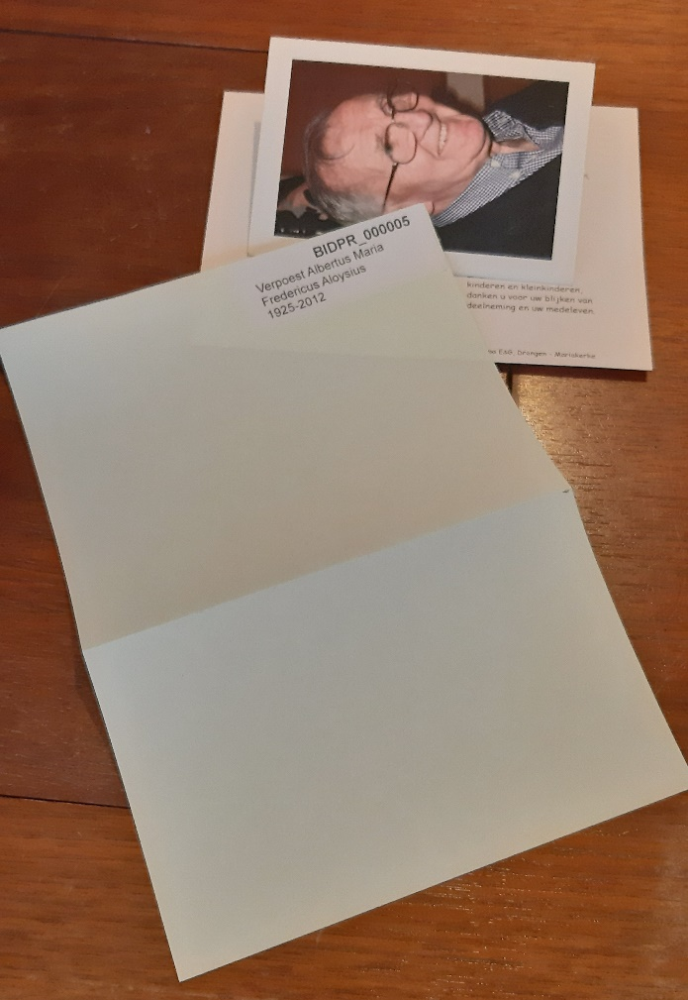 BIDPR_000005
Verpoest Albertus Maria
Fredericus Aloysius
1925-2012
kinderen en kleinkinderen
danken u voor uw blijken van
deelneming en uw medeleven.
EAG, Drongen - Mariakerke